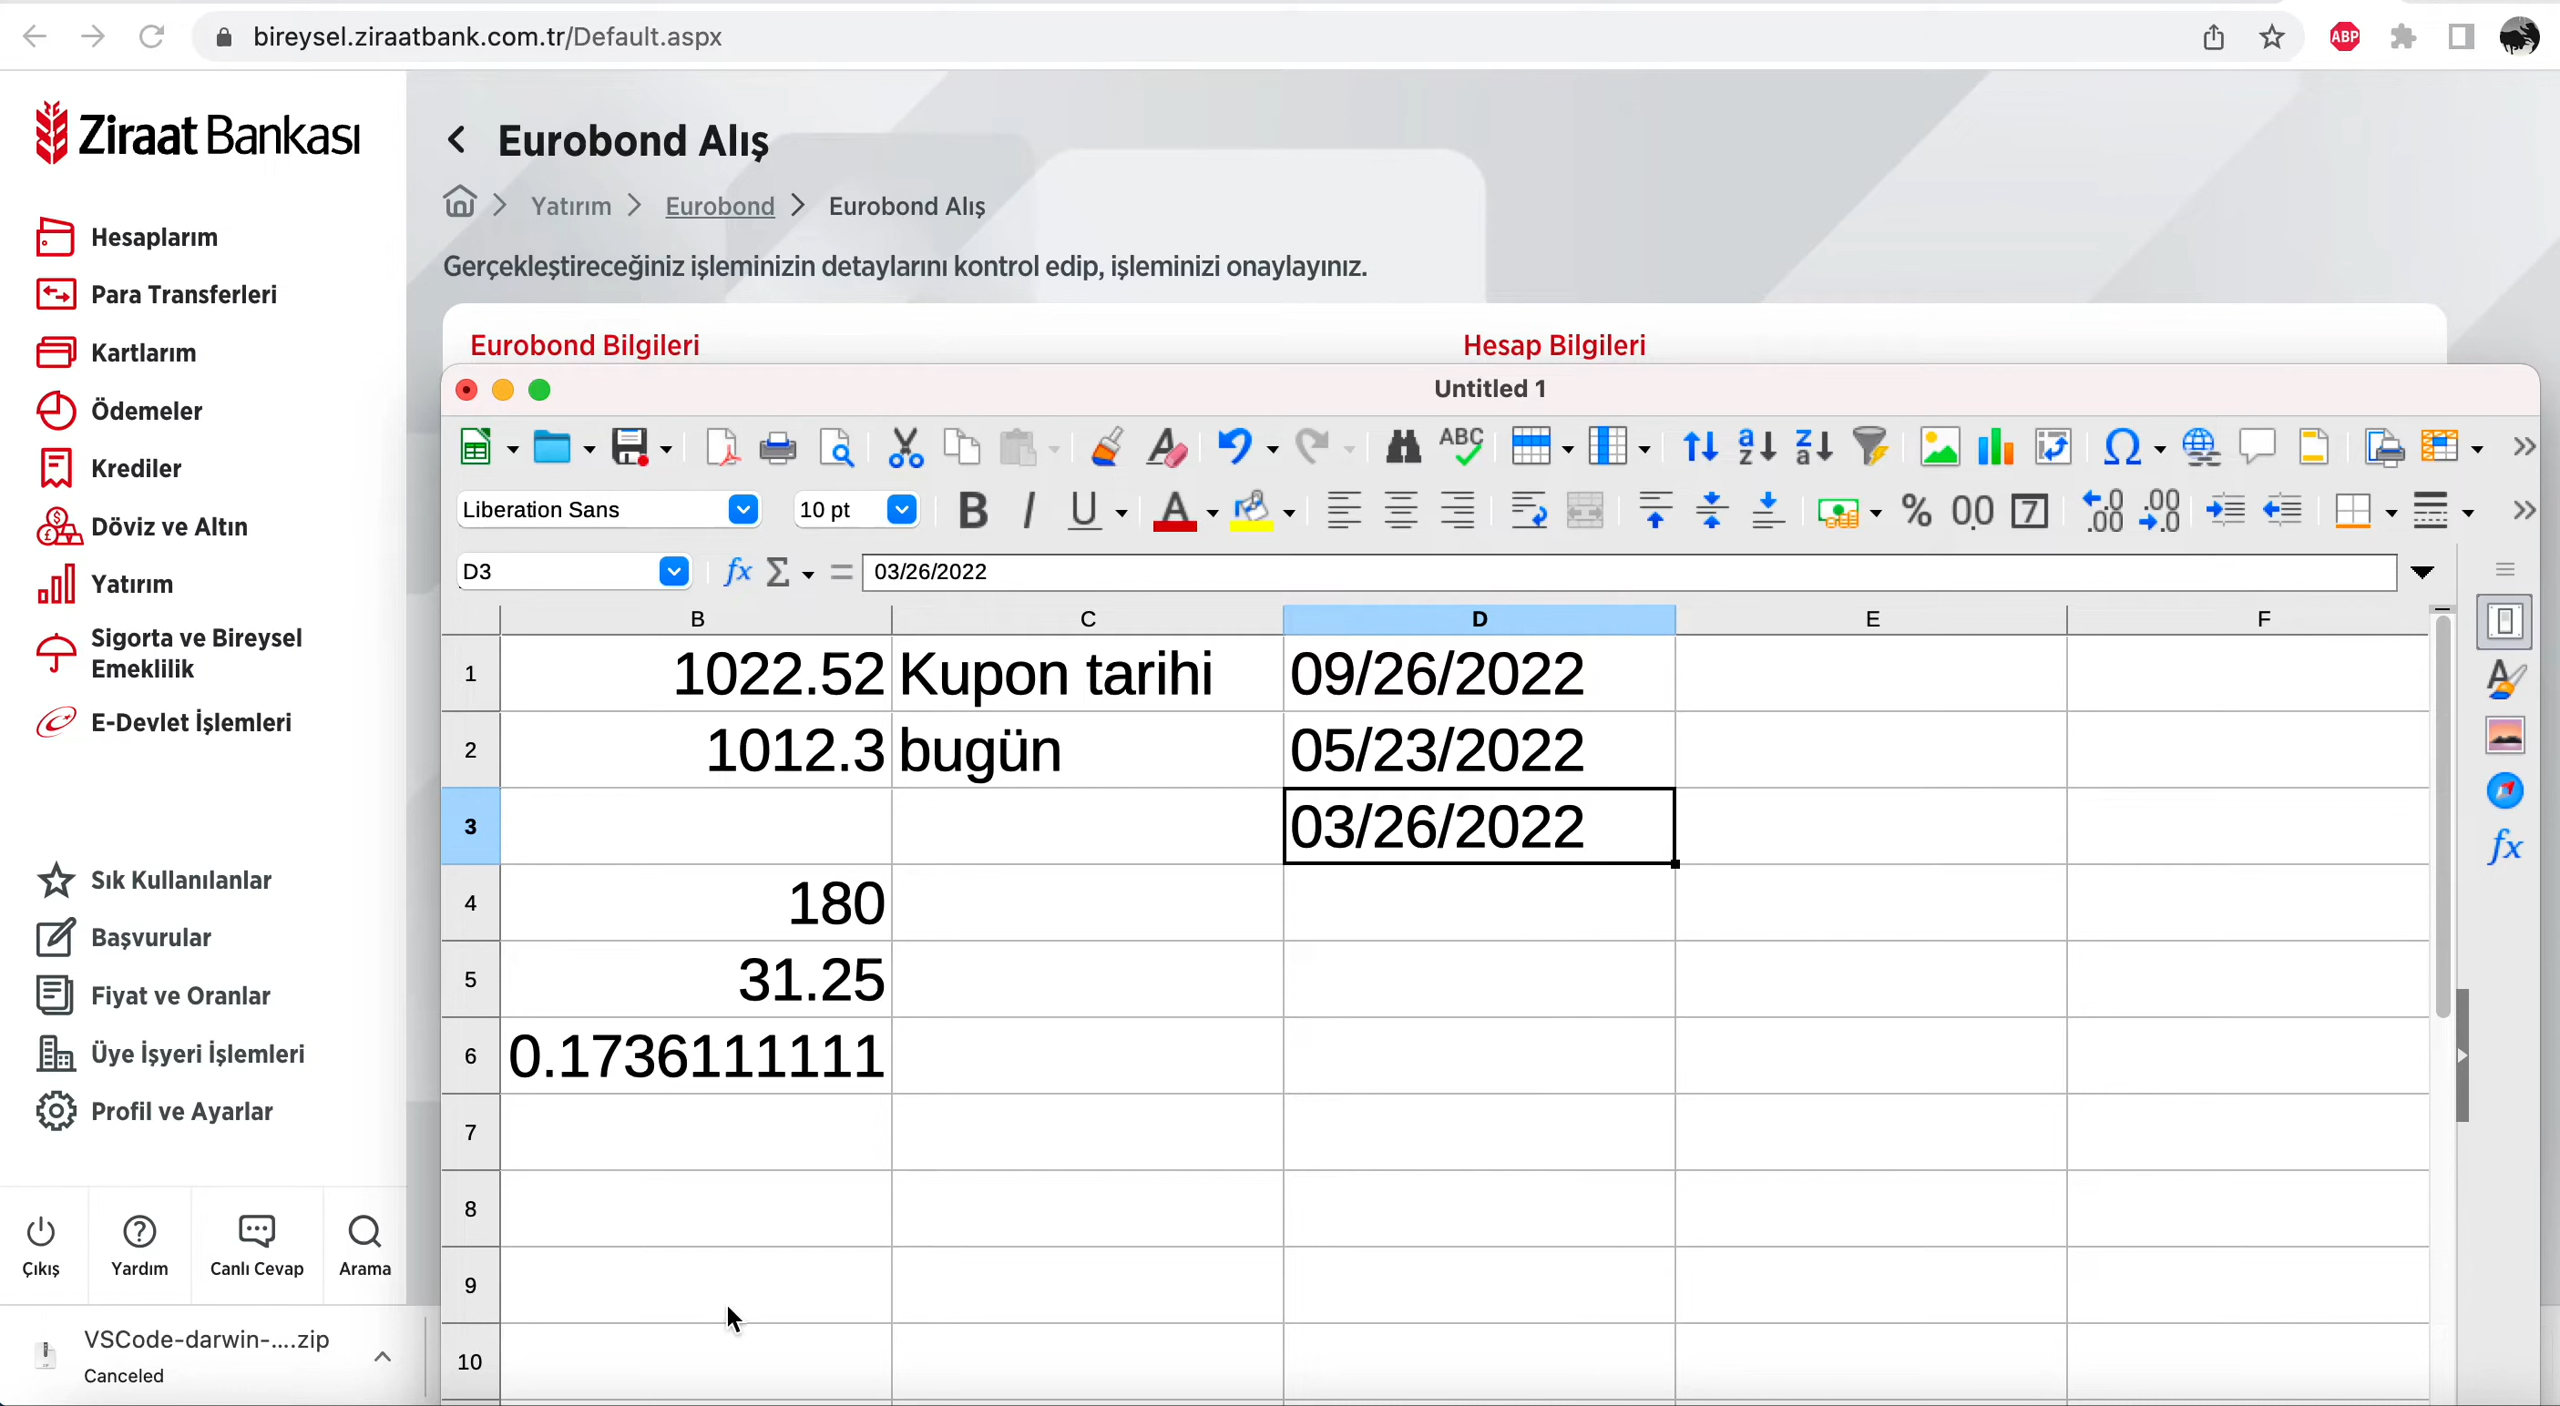 bireysel.ziraatbank.com.tr/Default.aspx
ABP
Ziraat Bankası
Hesaplarım
Para Transferleri
Kartlarım
Ödemeler
Krediler
Döviz ve Altın
Yatırım
Sigorta ve Bireysel
Emeklilik
E-Devlet İşlemleri
Sık Kullanılanlar
Başvurular
Fiyat ve Oranlar
Üye İşyeri İşlemleri
Profil ve Ayarlar
Çıkış
Yardım
Canlı Cevap
Arama
VSCode-darwin-....zip
Canceled
Eurobond Alış
Yatırım
Eurobond
Eurobond Alış
Gerçekleştireceğiniz işleminizin detaylarını kontrol edip, işleminizi onaylayınız.
Eurobond Bilgileri
Hesap Bilgileri
Untitled 1
Liberation Sans
10 pt
D3
03/26/2022
B C D E F
1 1022.52 Kupon tarihi 09/26/2022
2 1012.3 bugün 05/23/2022
3 03/26/2022
4 180
5 31.25
6 0.1736111111
7
8
9
10